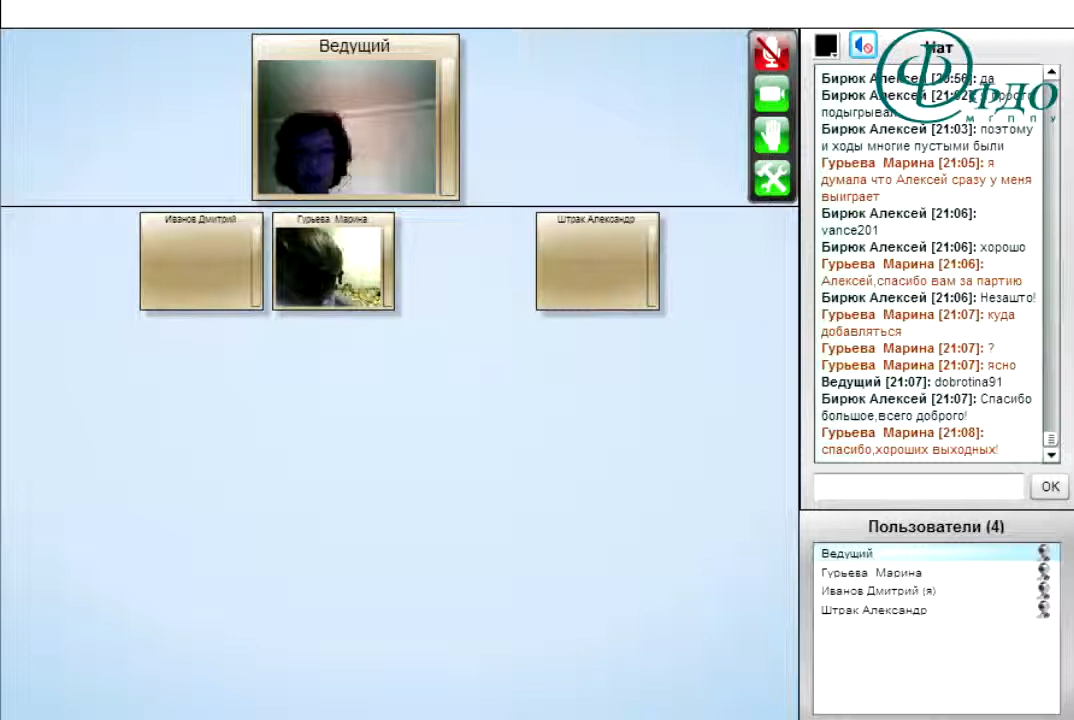 Ведущий
Иванов Дмитрий
Гурьева Марина
Штрак Александр
Чат
ФДО
МГППУ
Бирюк Алексей [20:56]: да
Бирюк Алексей [21:02]: я просто
подыгрывал
Бирюк Алексей [21:03]: поэтому
и ходы многие пустыми были
Гурьева Марина [21:05]: я
думала что Алексей сразу у меня
выиграет
Бирюк Алексей [21:06]:
vance201
Бирюк Алексей [21:06]: хорошо
Гурьева Марина [21:06]:
Алексей,спасибо вам за партию
Бирюк Алексей [21:06]: Незашто!
Гурьева Марина [21:07]: куда
добавляться
Гурьева Марина [21:07]: ?
Гурьева Марина [21:07]: ясно
Ведущий [21:07]: dobrotina91
Бирюк Алексей [21:07]: Спасибо
большое,всего доброго!
Гурьева Марина [21:08]:
спасибо,хороших выходных!
OK
Пользователи (4)
Ведущий
Гурьева Марина
Иванов Дмитрий (я)
Штрак Александр